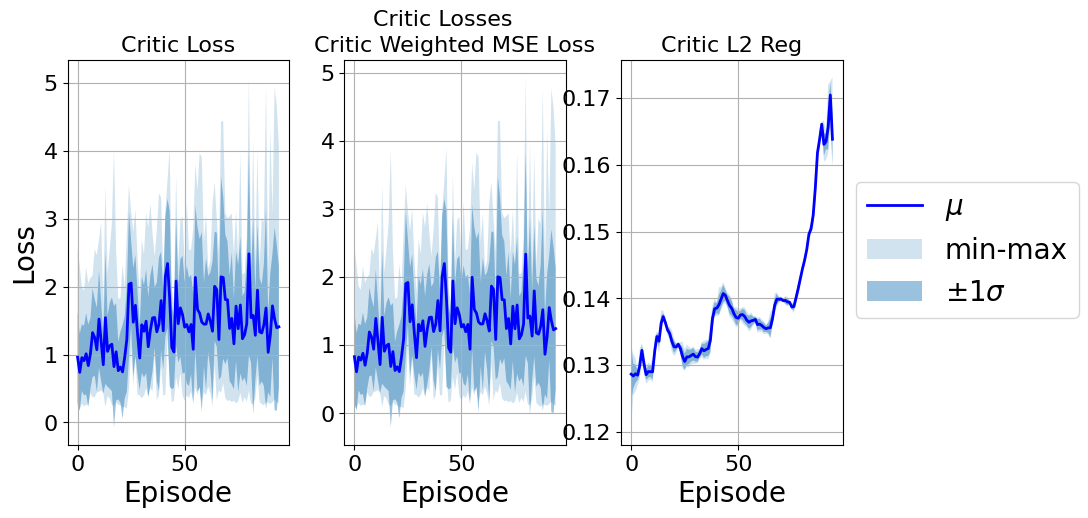 Critic Losses
Critic Loss
Critic Weighted MSE Loss
Critic L2 Reg
Loss
5
4
3
2
1
0
0 50
Episode
5
4
3
2
1
0
0 50
Episode
0.17
0.16
0.15
0.14
0.13
0.12
0 50
Episode
μ
min-max
±1σ